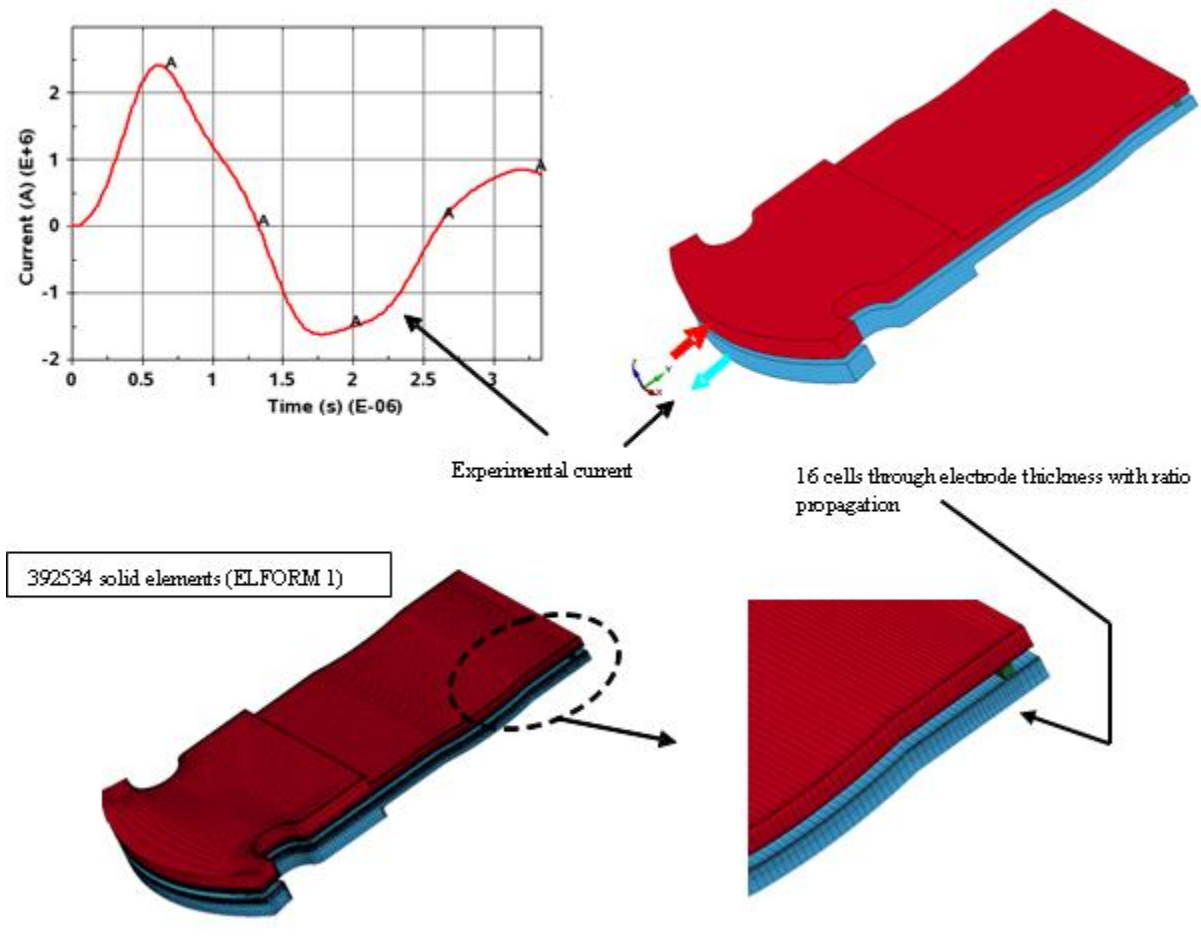 A
2
1
A
A
A
0
A
-1
-2
0
0.5
1
1.5
2
2.5
3
Current (A) (E+6)
Time (s) (E-06)
Y
X
Experimental current
16 cells through electrode thickness with ratio
propagation
392534 solid elements (ELFORM 1)